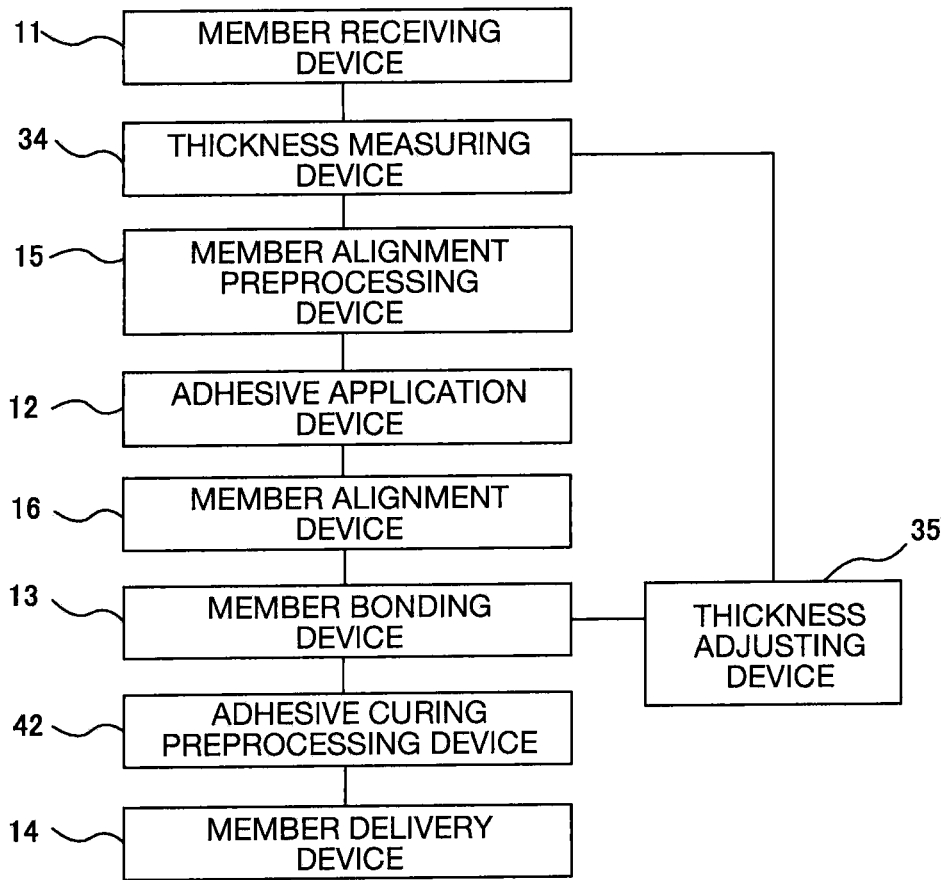 11
MEMBER RECEIVING
DEVICE
34
THICKNESS MEASURING
DEVICE
15
MEMBER ALIGNMENT
PREPROCESSING
DEVICE
12
ADHESIVE APPLICATION
DEVICE
16
MEMBER ALIGNMENT
DEVICE
35
13
MEMBER BONDING
DEVICE
THICKNESS
ADJUSTING
DEVICE
42
ADHESIVE CURING
PREPROCESSING DEVICE
14
MEMBER DELIVERY
DEVICE